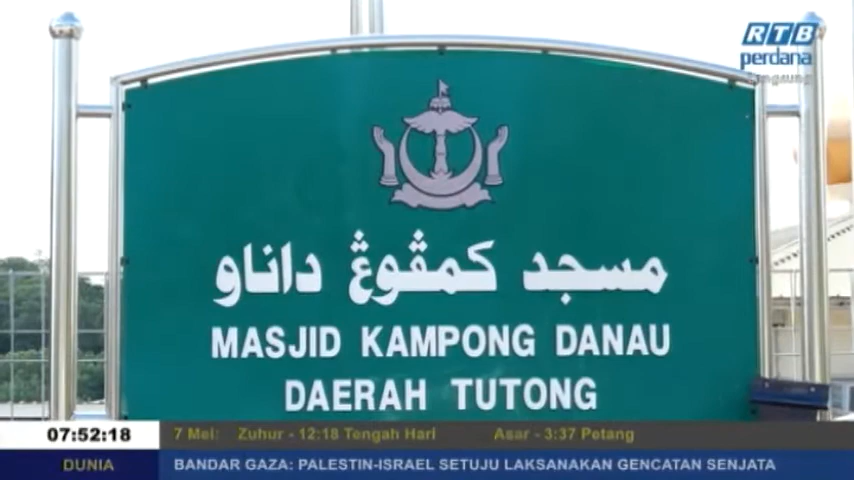 RTB
perdana
Langsung
مسجد كمڤوڠ داناو
MASJID KAMPONG DANAU
DAERAH TUTONG
07:52:18
7 Mei: Zuhur - 12:18 Tengah Hari Asar - 3:37 Petang
DUNIA
BANDAR GAZA: PALESTIN-ISRAEL SETUJU LAKSANAKAN GENCATAN SENJATA